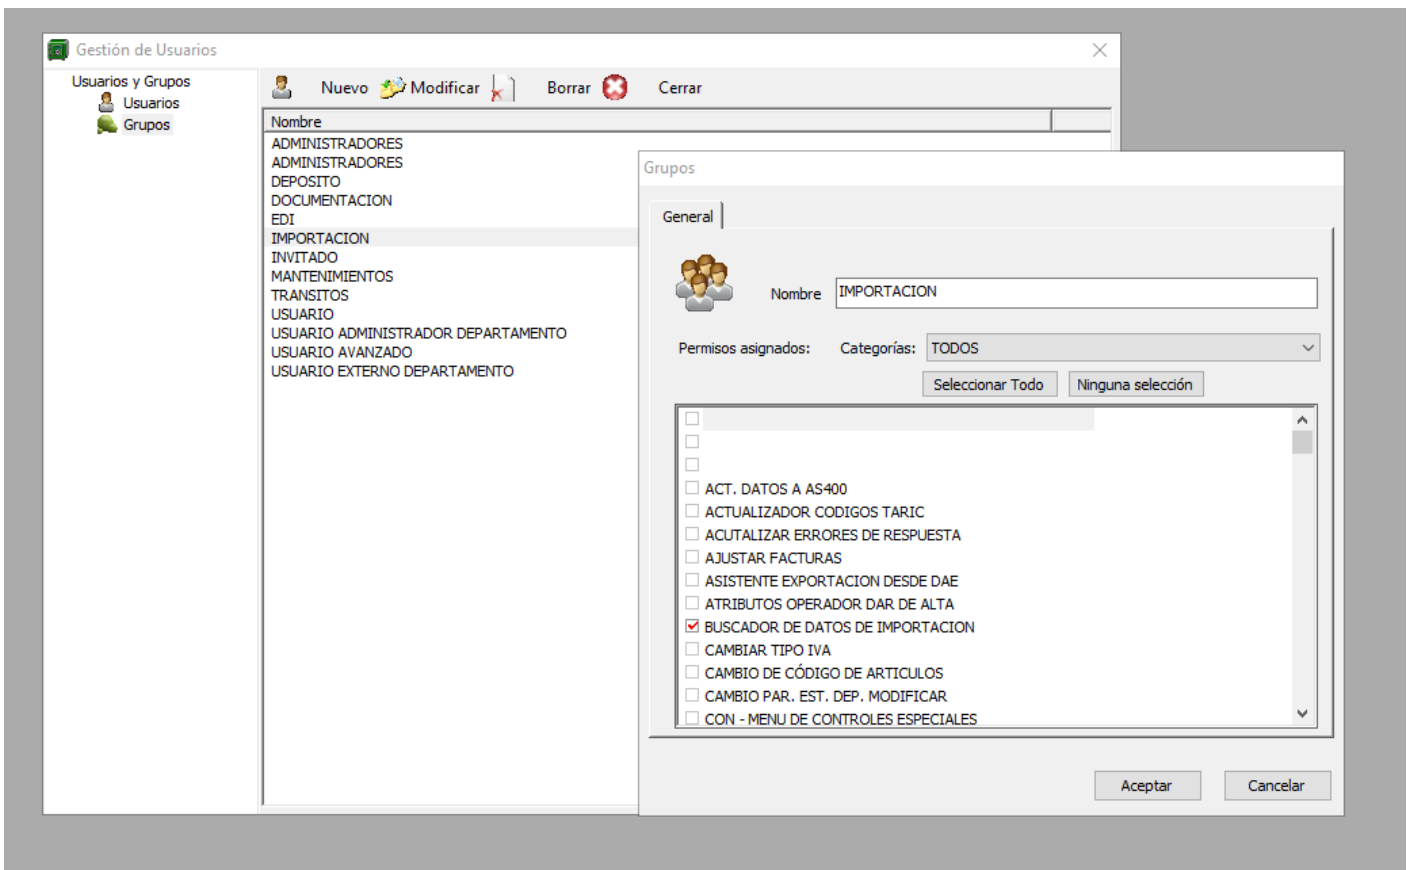 Gestión de Usuarios
Usuarios y Grupos
Usuarios
Grupos
Nuevo Modificar Borrar Cerrar
Nombre
ADMINISTRADORES
ADMINISTRADORES
DEPOSITO
DOCUMENTACION
EDI
IMPORTACION
INVITADO
MANTENIMIENTOS
TRANSITOS
USUARIO
USUARIO ADMINISTRADOR DEPARTAMENTO
USUARIO AVANZADO
USUARIO EXTERNO DEPARTAMENTO
Grupos
General
Nombre IMPORTACION
Permisos asignados: Categorías: TODOS
Seleccionar Todo Ninguna selección
ACT. DATOS A AS400
ACTUALIZADOR CODIGOS TARIC
ACUTALIZAR ERRORES DE RESPUESTA
AJUSTAR FACTURAS
ASISTENTE EXPORTACION DESDE DAE
ATRIBUTOS OPERADOR DAR DE ALTA
BUSCADOR DE DATOS DE IMPORTACION
CAMBIAR TIPO IVA
CAMBIO DE CÓDIGO DE ARTICULOS
CAMBIO PAR. EST. DEP. MODIFICAR
CON - MENU DE CONTROLES ESPECIALES
Aceptar Cancelar